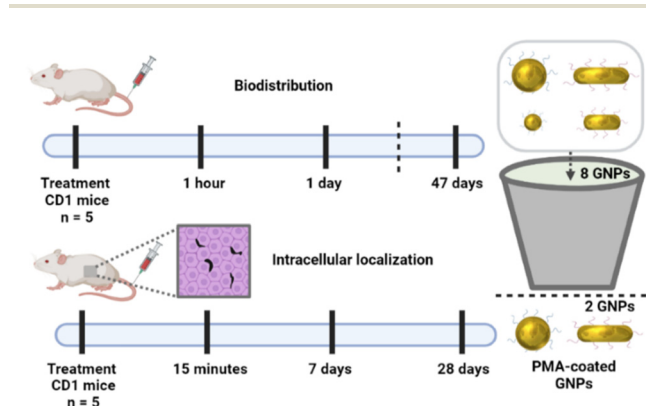 Biodistribution
Treatment
CD1 mice
n = 5
1 hour
1 day
47 days
8 GNPs
Intracellular localization
Treatment
CD1 mice
n = 5
15 minutes
7 days
28 days
2 GNPs
PMA-coated
GNPs